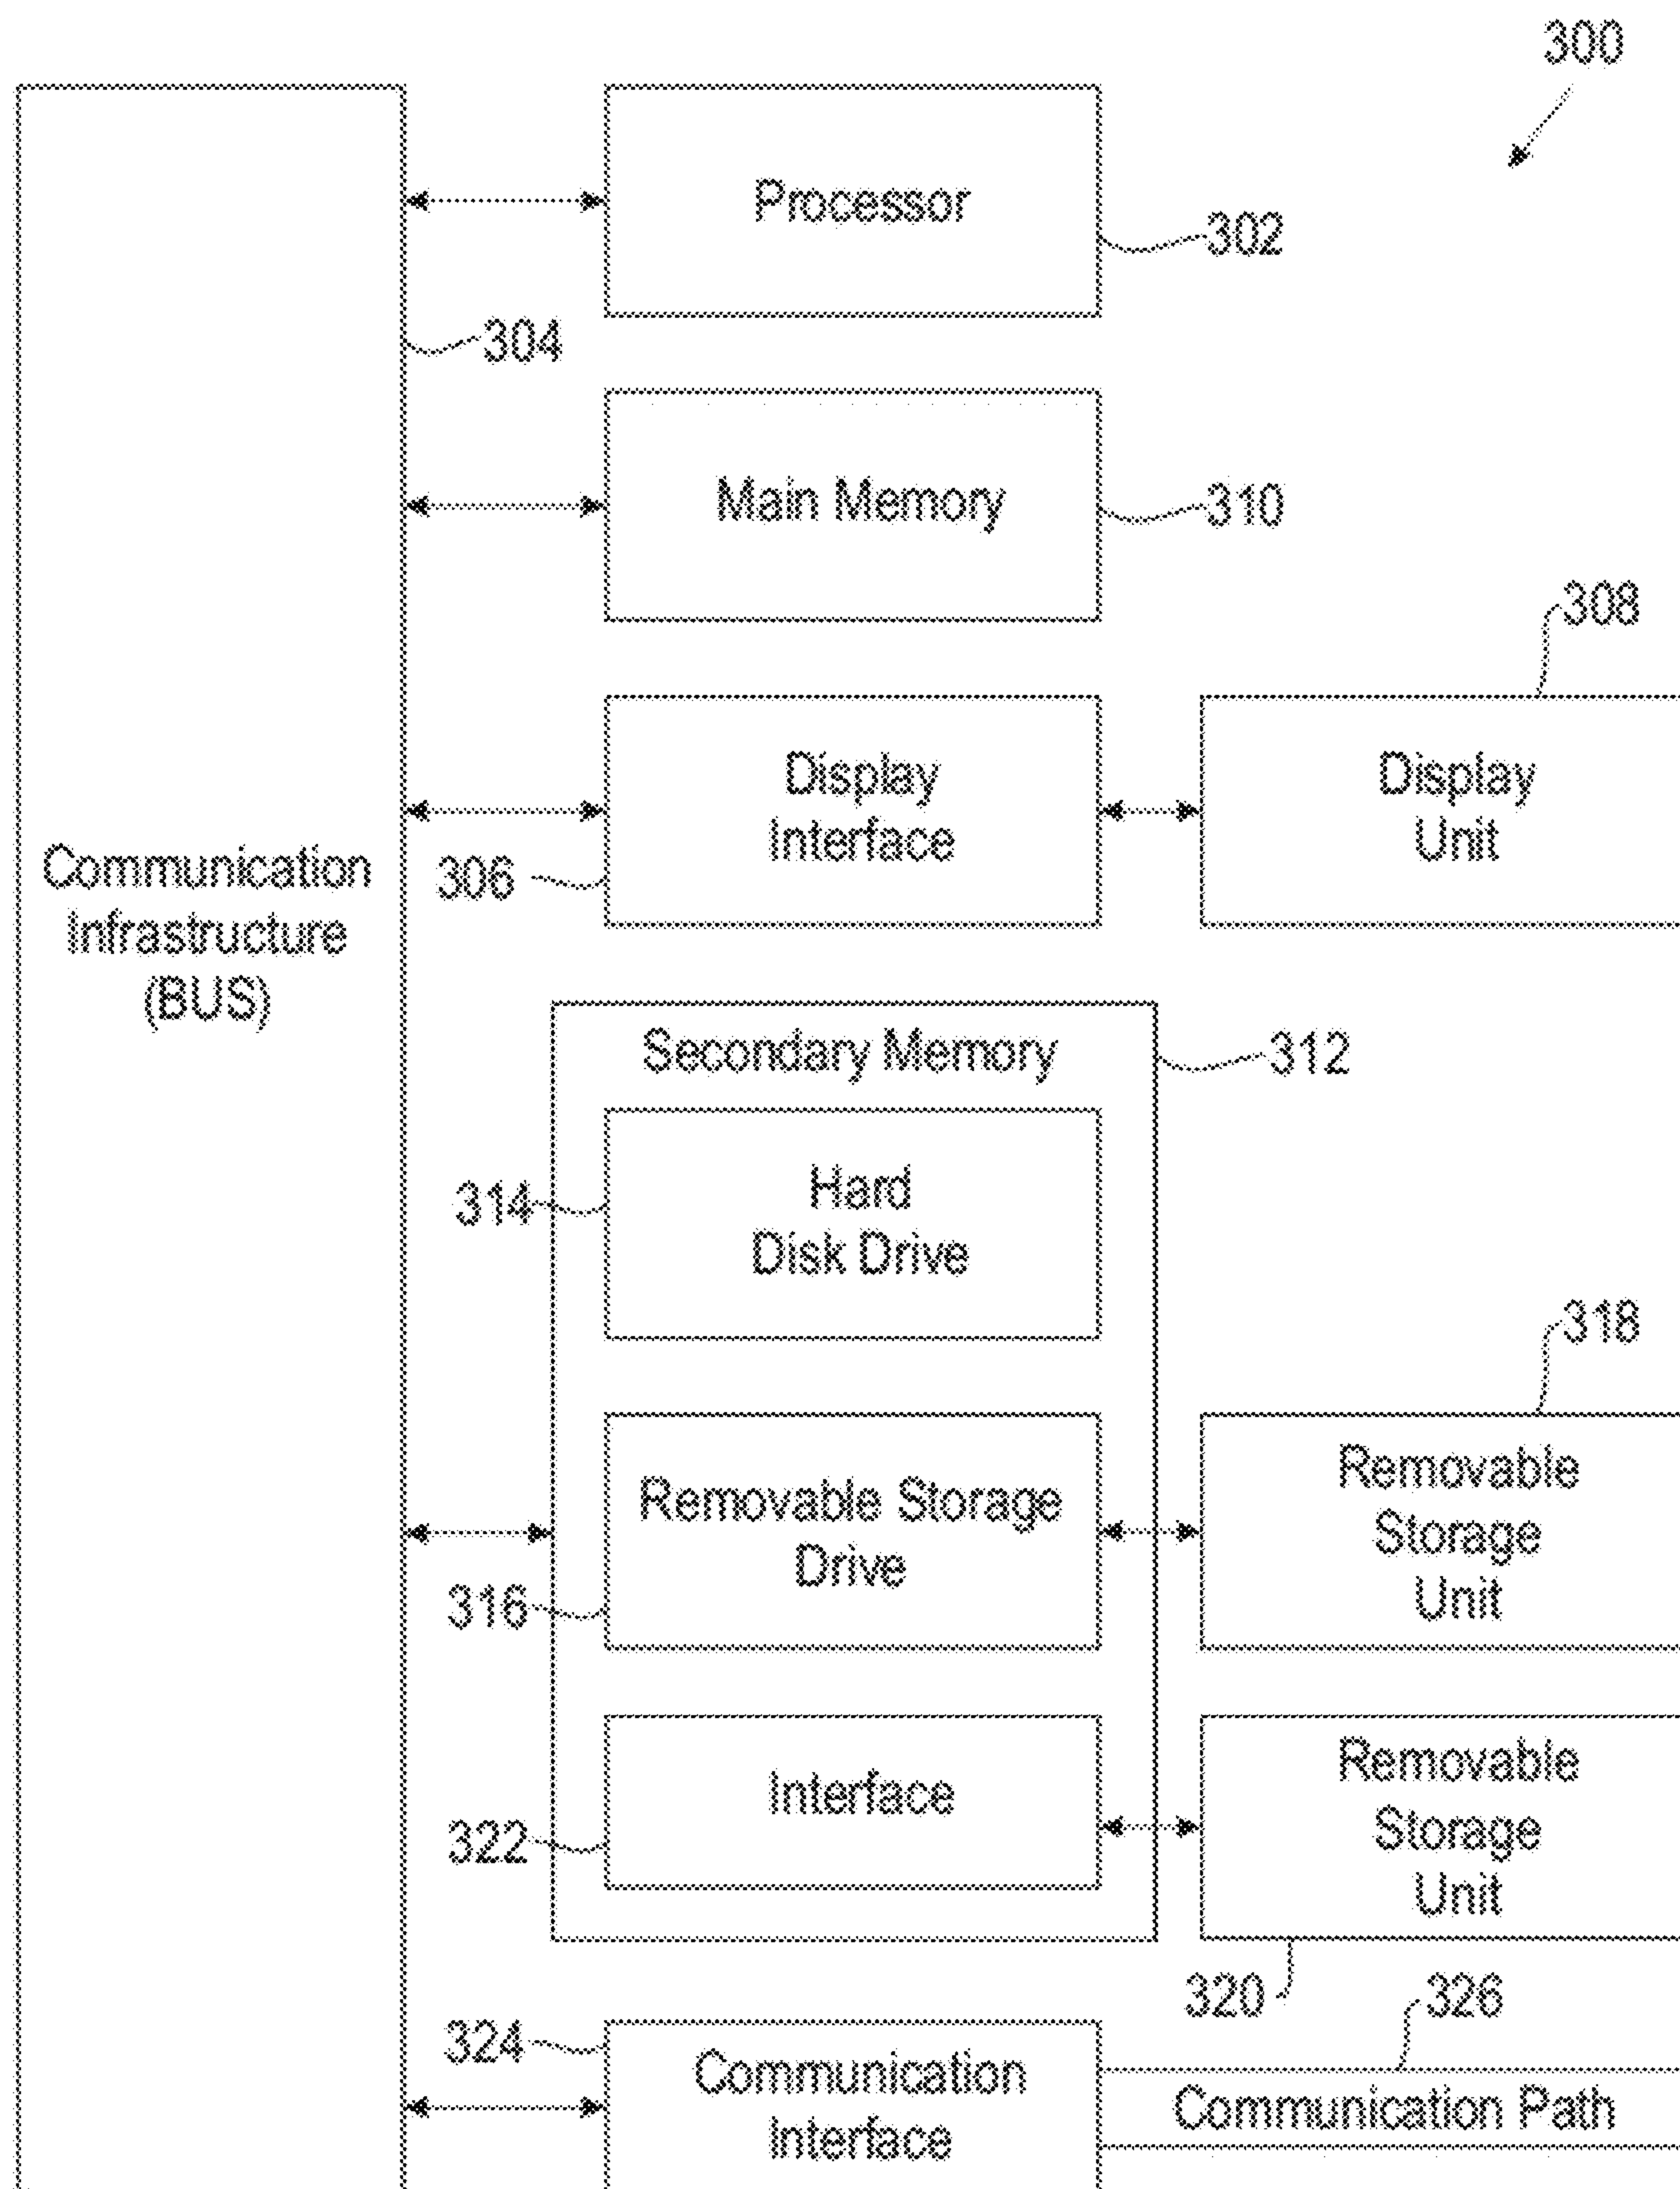 300
Processor
302
304
Main Memory
310
308
Display
Interface
Display
Unit
306
Communication
Infrastructure
(BUS)
Secondary Memory
312
314
Hard
Disk Drive
318
Removable Storage
Drive
316
Removable
Storage
Unit
Interface
322
Removable
Storage
Unit
320
326
324
Communication
Interface
Communication Path